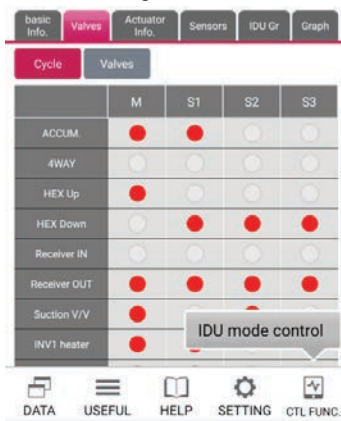 basic Info.
Valves
Actuator Info.
Sensors
IDU Gr
Graph
Cycle
Valves
M S1 S2 S3
ACCUM.
4WAY
HEX Up
HEX Down
Receiver IN
Receiver OUT
Suction V/V
INV1 heater
IDU mode control
DATA USEFUL HELP SETTING CTL FUNC.